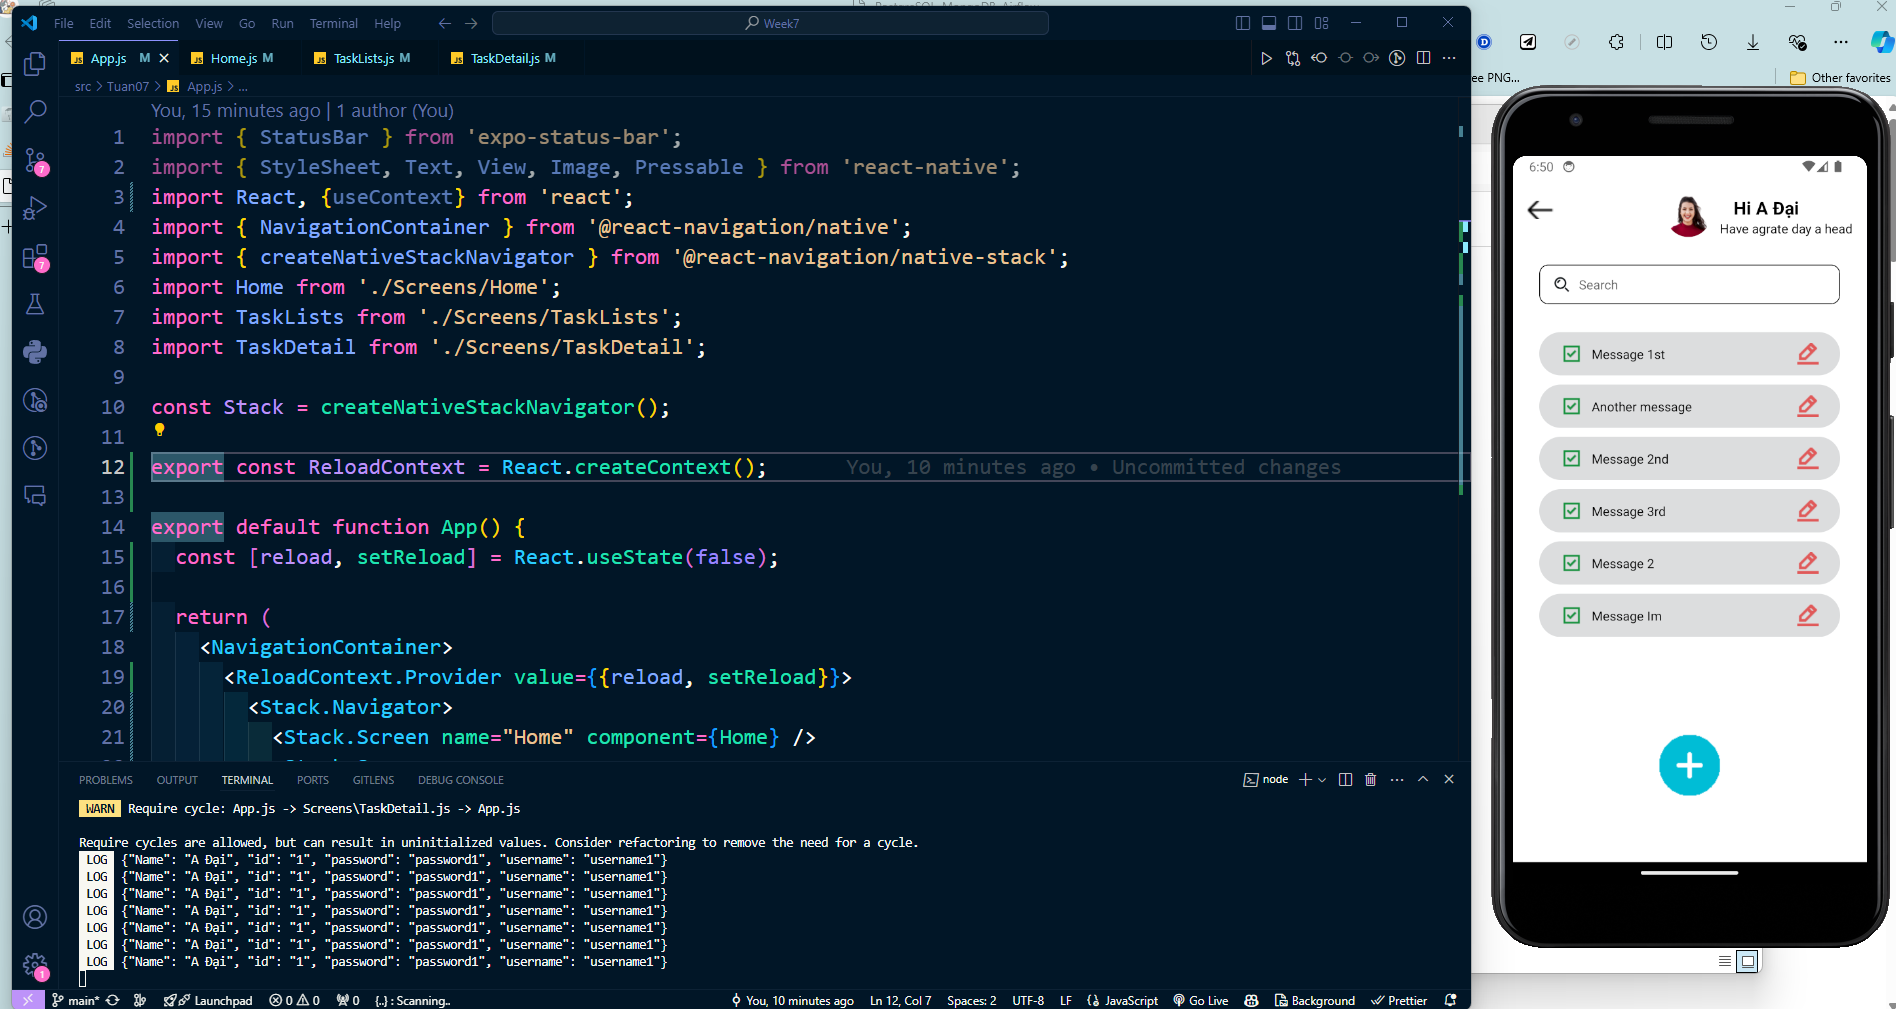 File Edit Selection View Go Run Terminal Help
Week7
App.js M
Home.js M
TaskLists.js M
TaskDetail.js M
src > Tuan07 > JS App.js > ...
You, 15 minutes ago | 1 author (You)
1 import { StatusBar } from 'expo-status-bar';
2 import { StyleSheet, Text, View, Image, Pressable } from 'react-native';
3 import React, {useContext} from 'react';
4 import { NavigationContainer } from '@react-navigation/native';
5 import { createNativeStackNavigator } from '@react-navigation/native-stack';
6 import Home from './Screens/Home';
7 import TaskLists from './Screens/TaskLists';
8 import TaskDetail from './Screens/TaskDetail';
9
10 const Stack = createNativeStackNavigator();
11
12 export const ReloadContext = React.createContext(); You, 10 minutes ago • Uncommitted changes
13
14 export default function App() {
15 const [reload, setReload] = React.useState(false);
16
17 return (
18 <NavigationContainer>
19 <ReloadContext.Provider value={{reload, setReload}}>
20 <Stack.Navigator>
21 <Stack.Screen name="Home" component={Home} />
PROBLEMS OUTPUT TERMINAL PORTS GITLENS DEBUG CONSOLE
node
WARN Require cycle: App.js -> Screens\TaskDetail.js -> App.js
Require cycles are allowed, but can result in uninitialized values. Consider refactoring to remove the need for a cycle.
LOG {"Name": "A Đại", "id": "1", "password": "password1", "username": "username1"}
LOG {"Name": "A Đại", "id": "1", "password": "password1", "username": "username1"}
LOG {"Name": "A Đại", "id": "1", "password": "password1", "username": "username1"}
LOG {"Name": "A Đại", "id": "1", "password": "password1", "username": "username1"}
LOG {"Name": "A Đại", "id": "1", "password": "password1", "username": "username1"}
LOG {"Name": "A Đại", "id": "1", "password": "password1", "username": "username1"}
LOG {"Name": "A Đại", "id": "1", "password": "password1", "username": "username1"}
main* Launchpad 0 0 0 {..} : Scanning.. You, 10 minutes ago Ln 12, Col 7 Spaces: 2 UTF-8 LF JavaScript Go Live Background Prettier
PNG...
Other favorites
6:50
Hi A Đại
Have agrate day a head
Search
Message 1st
Another message
Message 2nd
Message 3rd
Message 2
Message Im